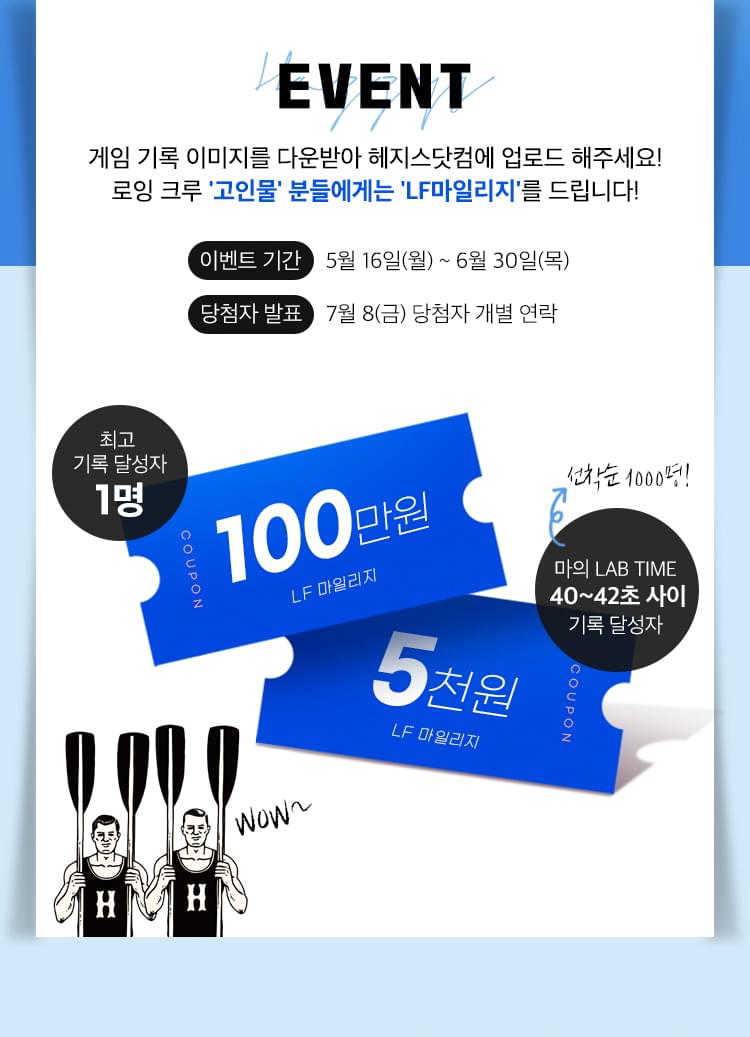 EVENT
게임 기록 이미지를 다운받아 헤지스닷컴에 업로드 해주세요!
로잉 크루 '고인물' 분들에게는 'LF마일리지'를 드립니다!
이벤트 기간 5월 16일(월) ~ 6월 30일(목)
당첨자 발표 7월 8(금) 당첨자 개별 연락
최고
기록 달성자
1명
COUPON
100만원
LF 마일리지
선착순 1000명!
마의 LAB TIME
40~42초 사이
기록 달성자
5천원
LF 마일리지
COUPON
WOW~
H
H